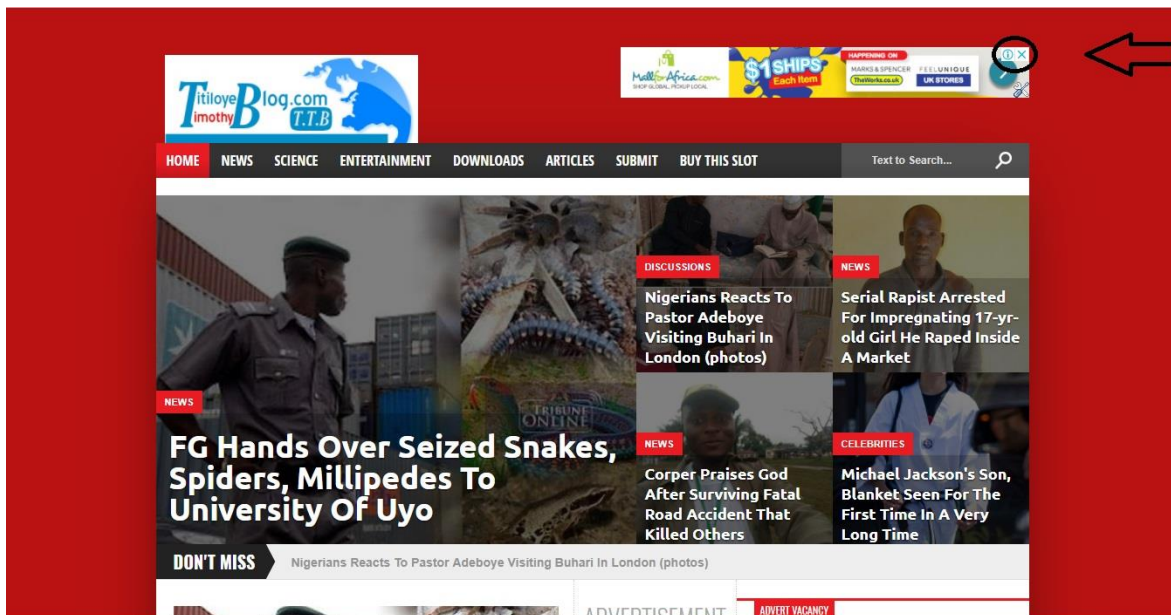 Titiloye Blog.com
Timothy T.T.B
Mallfor Africa.com
SHOP GLOBAL, PICKUP LOCAL
$1 SHIPS
Each Item
HAPPENING ON
MARKS & SPENCER FEELUNIQUE
TheWorks.co.uk UK STORES
HOME NEWS SCIENCE ENTERTAINMENT DOWNLOADS ARTICLES SUBMIT BUY THIS SLOT Text to Search...
NEWS
FG Hands Over Seized Snakes,
Spiders, Millipedes To
University Of Uyo
TRIBUNE
ONLINE
DISCUSSIONS
Nigerians Reacts To
Pastor Adeboye
Visiting Buhari In
London (photos)
NEWS
Serial Rapist Arrested
For Impregnating 17-yr-
old Girl He Raped Inside
A Market
NEWS
Corper Praises God
After Surviving Fatal
Road Accident That
Killed Others
CELEBRITIES
Michael Jackson's Son,
Blanket Seen For The
First Time In A Very
Long Time
DON'T MISS Nigerians Reacts To Pastor Adeboye Visiting Buhari In London (photos)
ADVERTISEMENT
ADVERT VACANCY